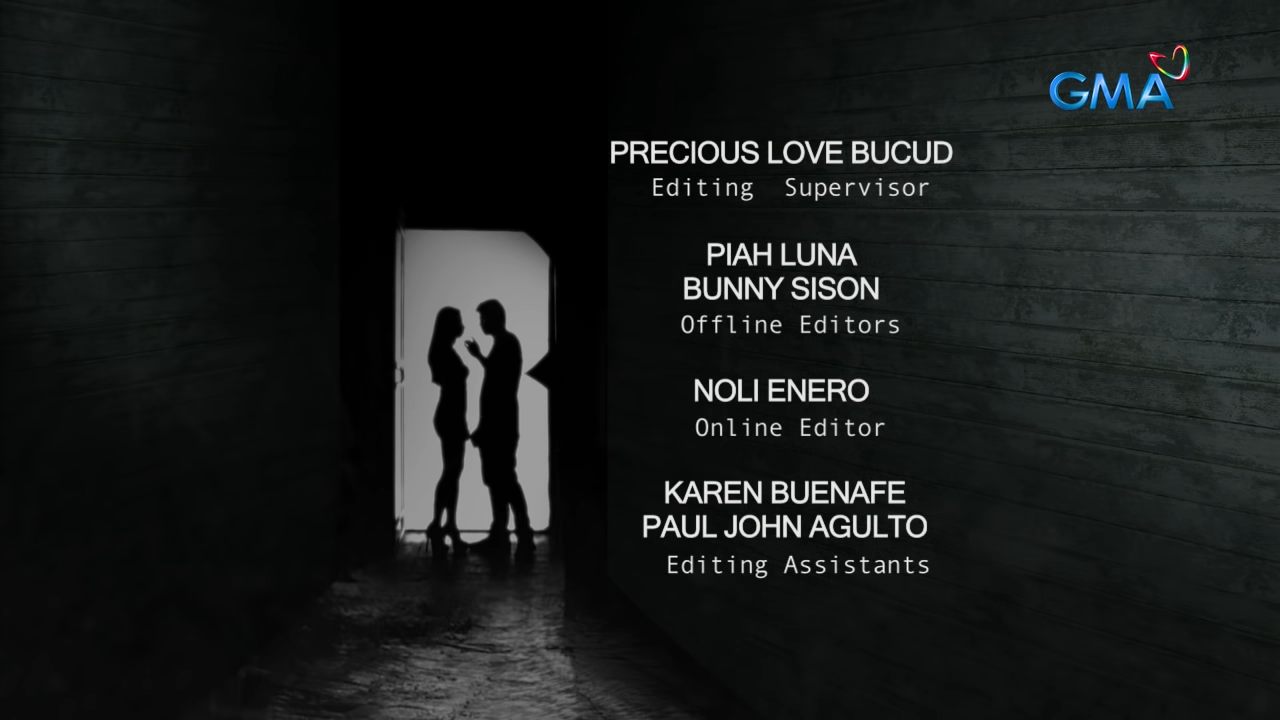 GMA
PRECIOUS LOVE BUCUD
Editing Supervisor
PIAH LUNA
BUNNY SISON
Offline Editors
NOLI ENERO
Online Editor
KAREN BUENAFE
PAUL JOHN AGULTO
Editing Assistants